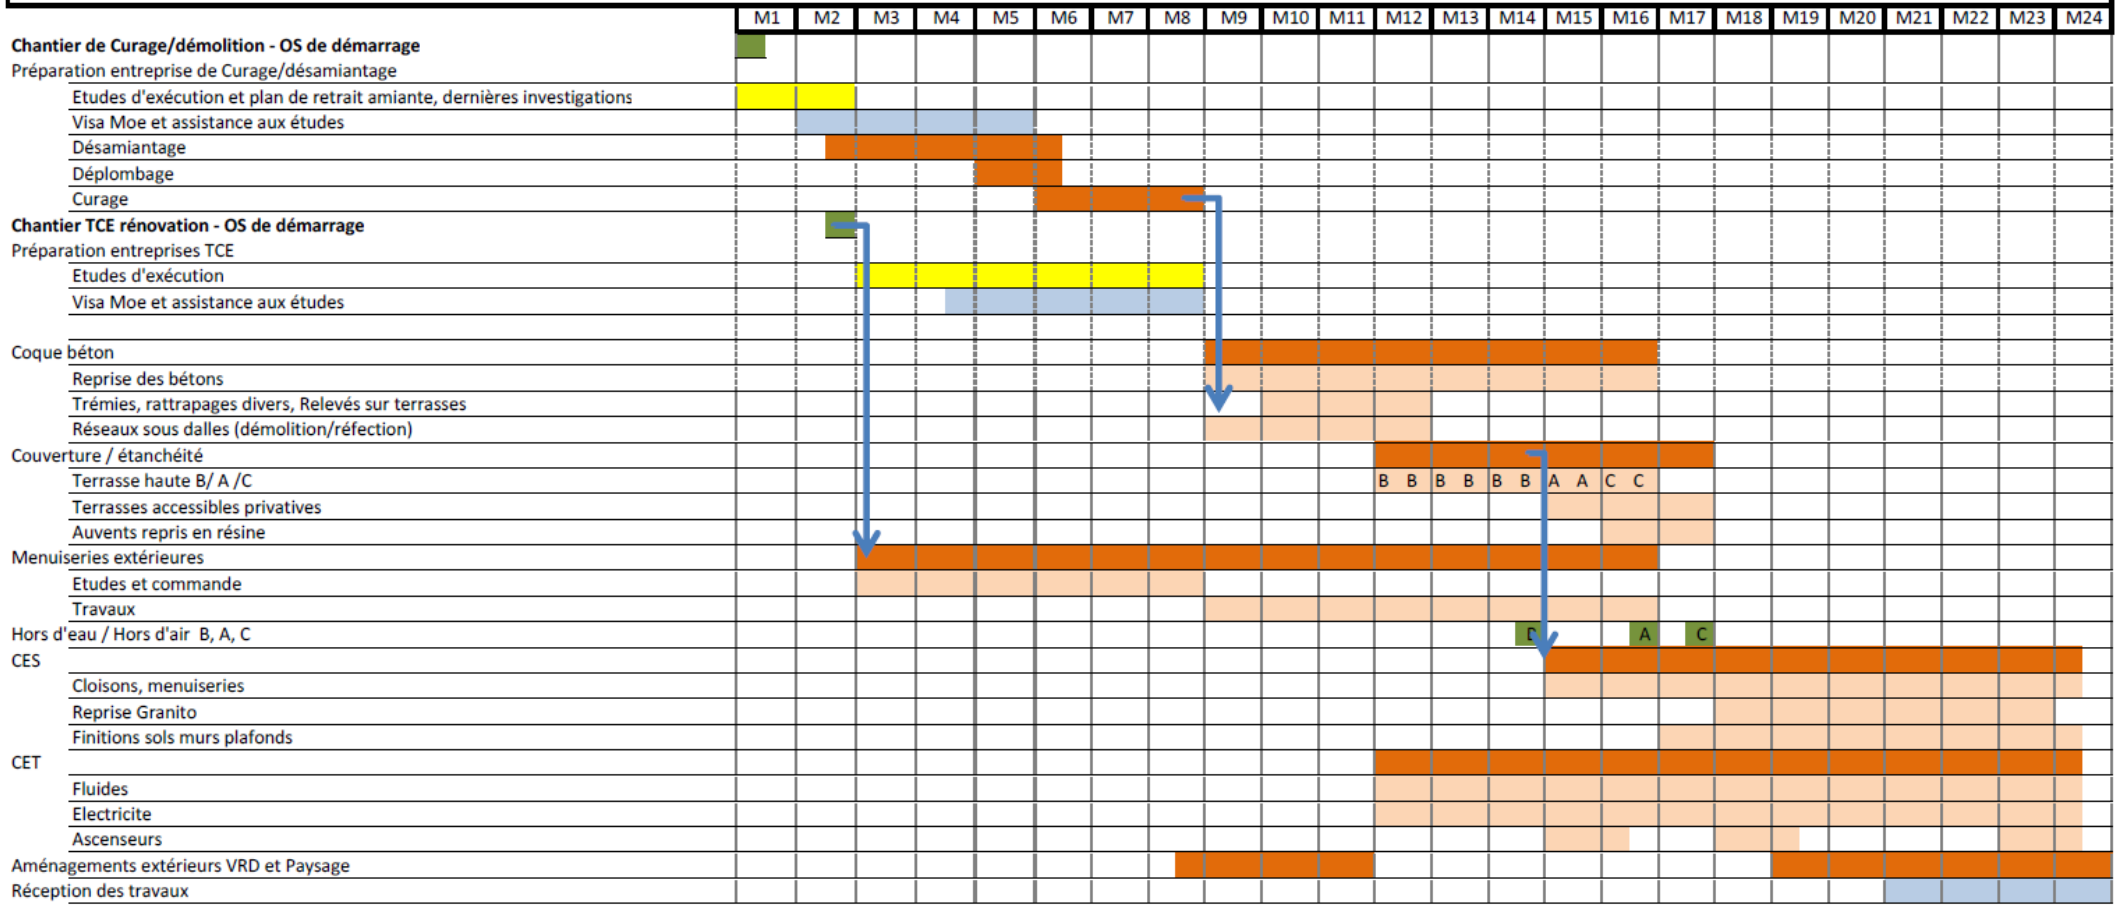 M1 M2 M3 M4 M5 M6 M7 M8 M9 M10 M11 M12 M13 M14 M15 M16 M17 M18 M19 M20 M21 M22 M23 M24
Chantier de Curage/démolition - OS de démarrage
Préparation entreprise de Curage/désamiantage
Etudes d'exécution et plan de retrait amiante, dernières investigations
Visa Moe et assistance aux études
Désamiantage
Déplombage
Curage
Chantier TCE rénovation - OS de démarrage
Préparation entreprises TCE
Etudes d'exécution
Visa Moe et assistance aux études
Coque béton
Reprise des bétons
Trémies, rattrapages divers, Relevés sur terrasses
Réseaux sous dalles (démolition/réfection)
Couverture / étanchéité
Terrasse haute B/ A /C B B B B B B A A C C
Terrasses accessibles privatives
Auvents repris en résine
Menuiseries extérieures
Etudes et commande
Travaux
Hors d'eau / Hors d'air B, A, C A C
CES
Cloisons, menuiseries
Reprise Granito
Finitions sols murs plafonds
CET
Fluides
Electricite
Ascenseurs
Aménagements extérieurs VRD et Paysage
Réception des travaux